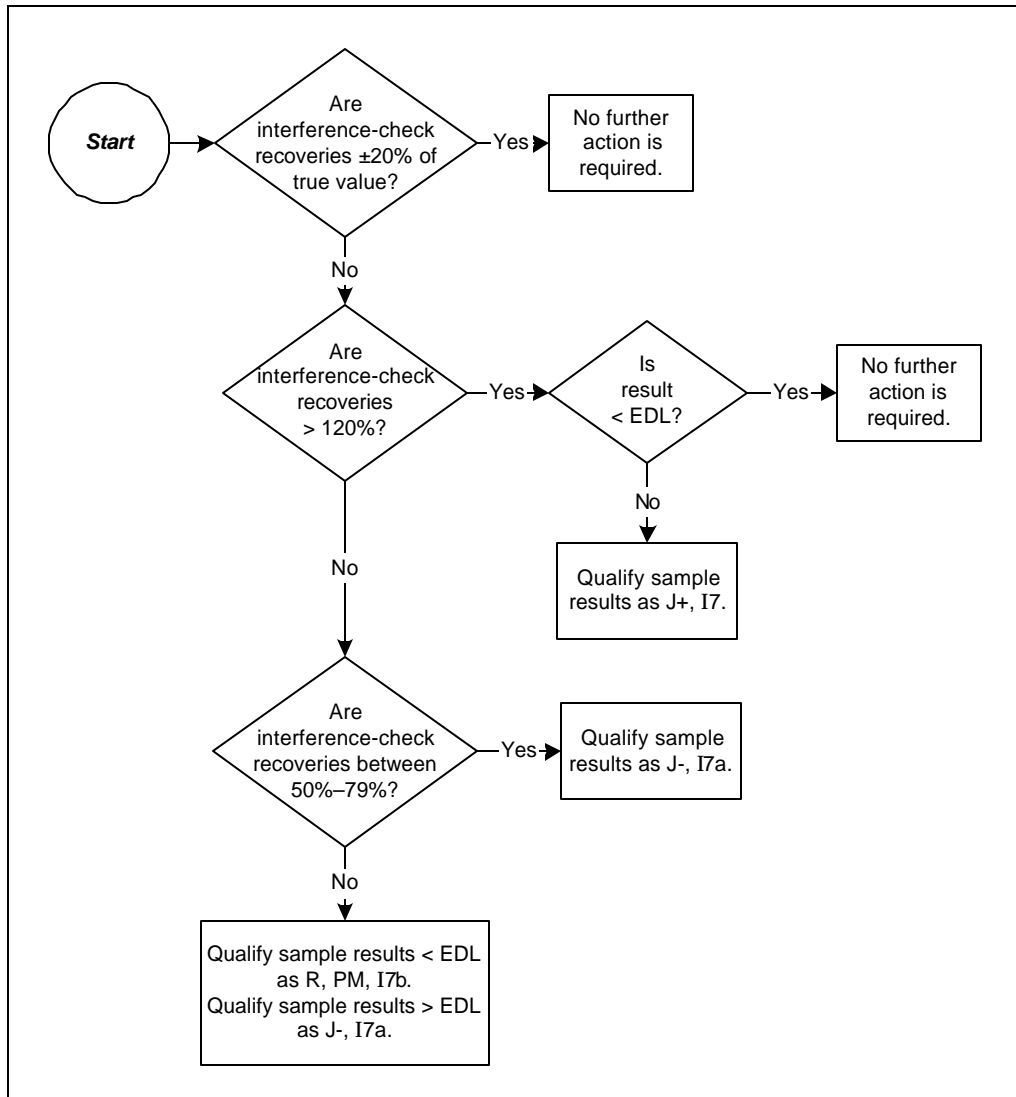 Start
Are
interference-check
recoveries ±20% of
true value?
Yes
No further
action is
required.
No
Are
interference-check
recoveries
> 120%?
Yes
Is
result
< EDL?
Yes
No further
action is
required.
No
Qualify sample
results as J+, I7.
No
Are
interference-check
recoveries between
50%–79%?
Yes
Qualify sample
results as J-, I7a.
No
Qualify sample results < EDL
as R, PM, I7b.
Qualify sample results > EDL
as J-, I7a.